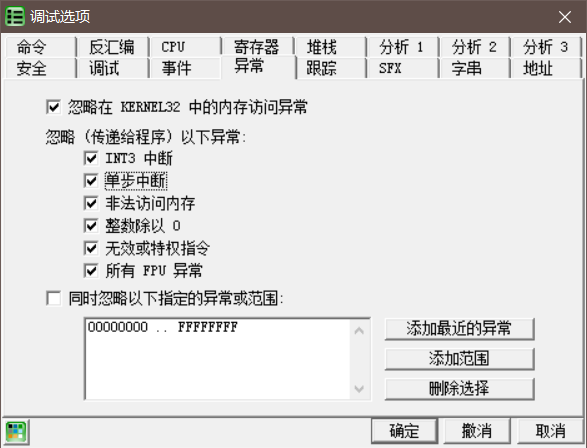 调试选项
命令 反汇编 CPU 寄存器 堆栈 分析 1 分析 2 分析 3
安全 调试 事件 异常 跟踪 SFX 字串 地址
忽略在 KERNEL32 中的内存访问异常
忽略 (传递给程序) 以下异常:
INT3 中断
单步中断
非法访问内存
整数除以 0
无效或特权指令
所有 FPU 异常
同时忽略以下指定的异常或范围:
00000000 .. FFFFFFFF
添加最近的异常
添加范围
删除选择
确定 撤消 取消